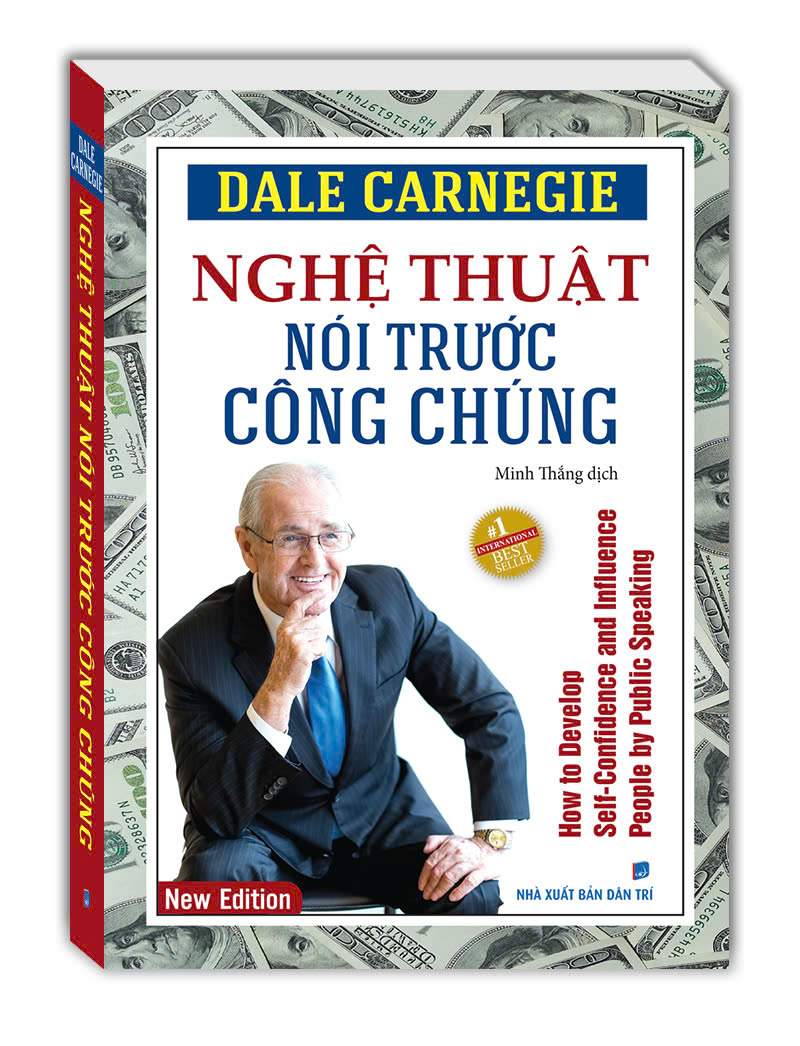 DALE
CARNEGIE
NGHỆ THUẬT NÓI TRƯỚC CÔNG CHÚNG
DALE CARNEGIE
NGHỆ THUẬT
NÓI TRƯỚC
CÔNG CHÚNG
Minh Thắng dịch
#1
INTERNATIONAL
BEST
SELLER
How to Develop
Self-Confidence and Influence
People by Public Speaking
New Edition
NHÀ XUẤT BẢN DÂN TRÍ